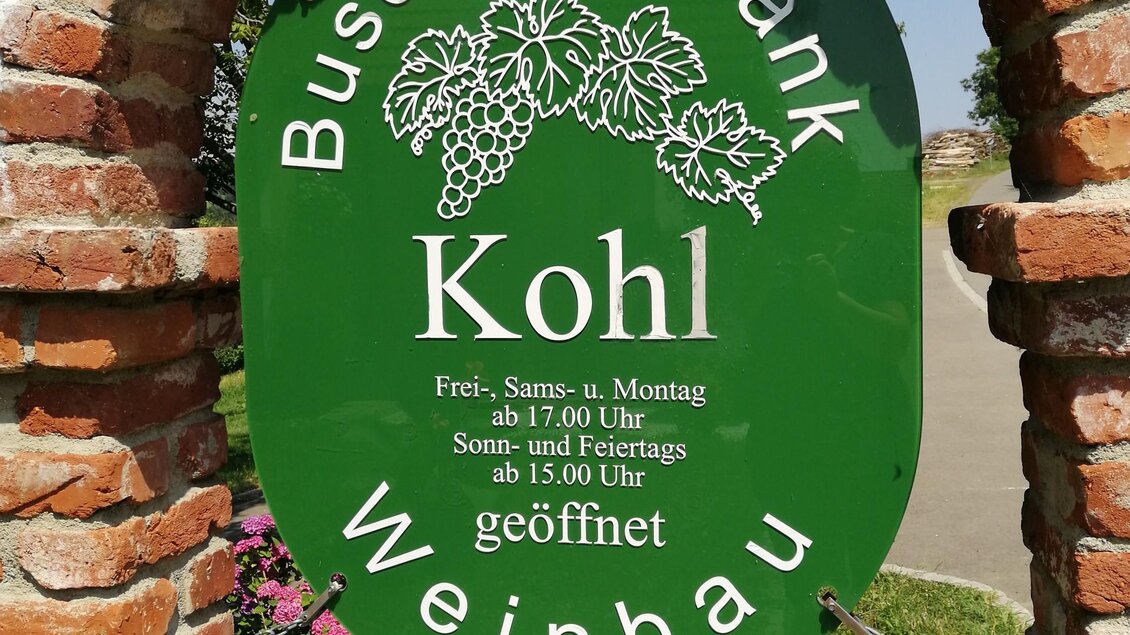 Kohl
Frei-, Sams- u. Montag
ab 17.00 Uhr
Sonn- und Feiertags
ab 15.00 Uhr
geöffnet
Weinbau